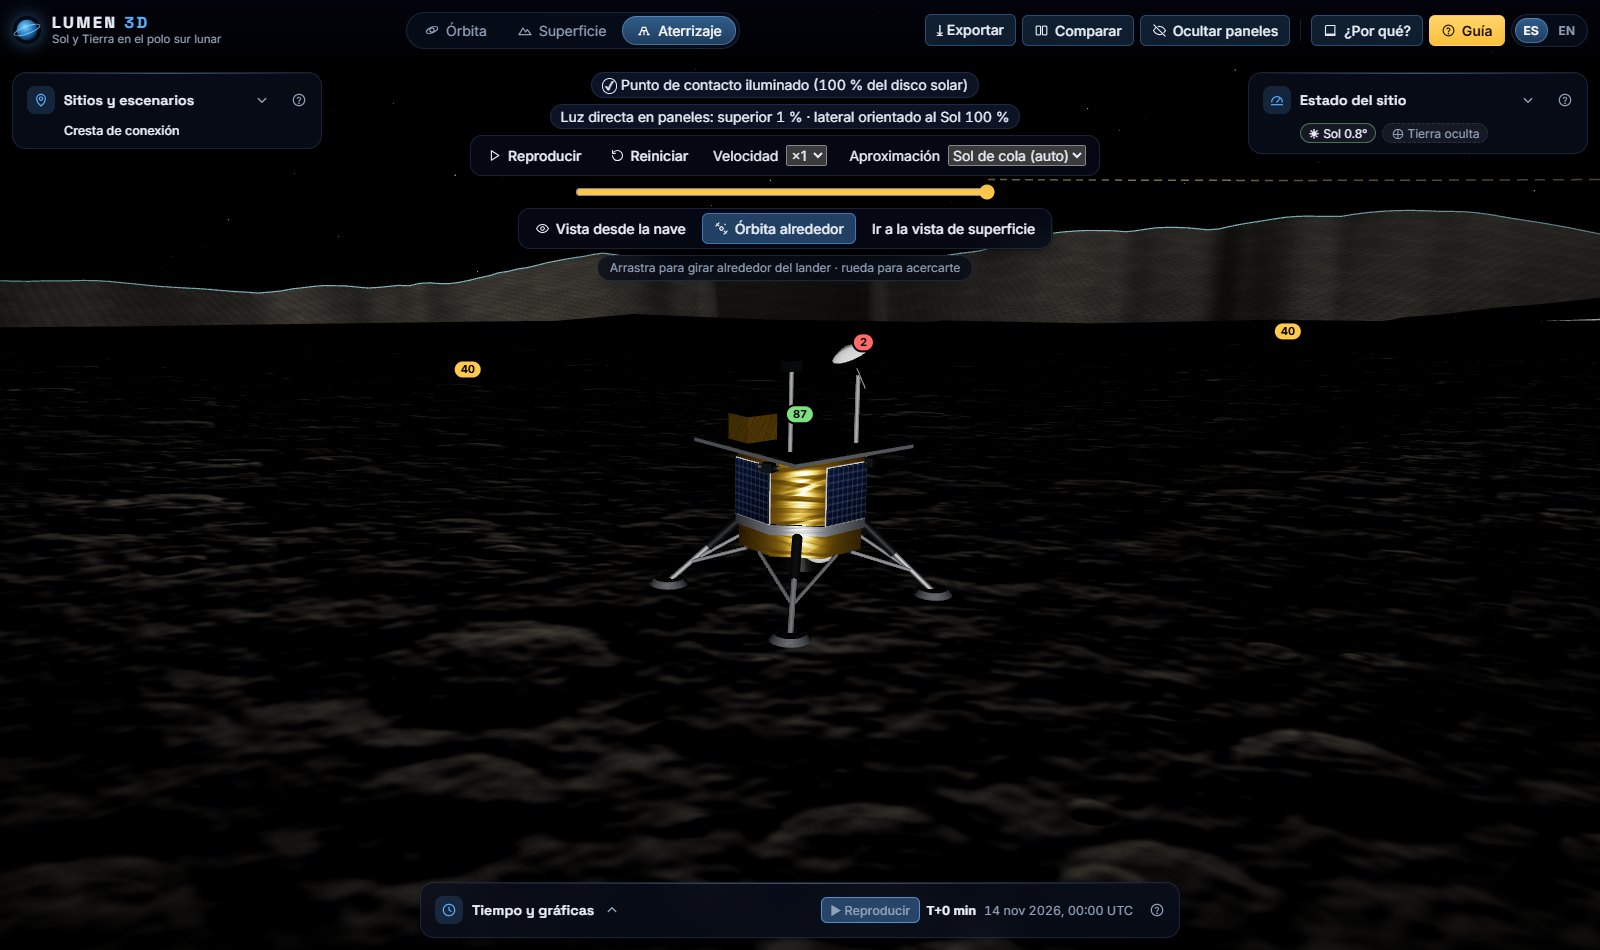 LUMEN 3D
Sol y Tierra en el polo sur lunar
Órbita
Superficie
Aterrizaje
Exportar
Comparar
Ocultar paneles
¿Por qué?
Guía
ES
EN
Sitios y escenarios
Cresta de conexión
Punto de contacto iluminado (100 % del disco solar)
Luz directa en paneles: superior 1 % · lateral orientado al Sol 100 %
Reproducir
Reiniciar
Velocidad
×1
Aproximación
Sol de cola (auto)
Vista desde la nave
Órbita alrededor
Ir a la vista de superficie
Arrastra para girar alrededor del lander · rueda para acercarte
Estado del sitio
Sol 0.8°
Tierra oculta
40
2
40
87
Tiempo y gráficas
Reproducir
T+0 min
14 nov 2026, 00:00 UTC